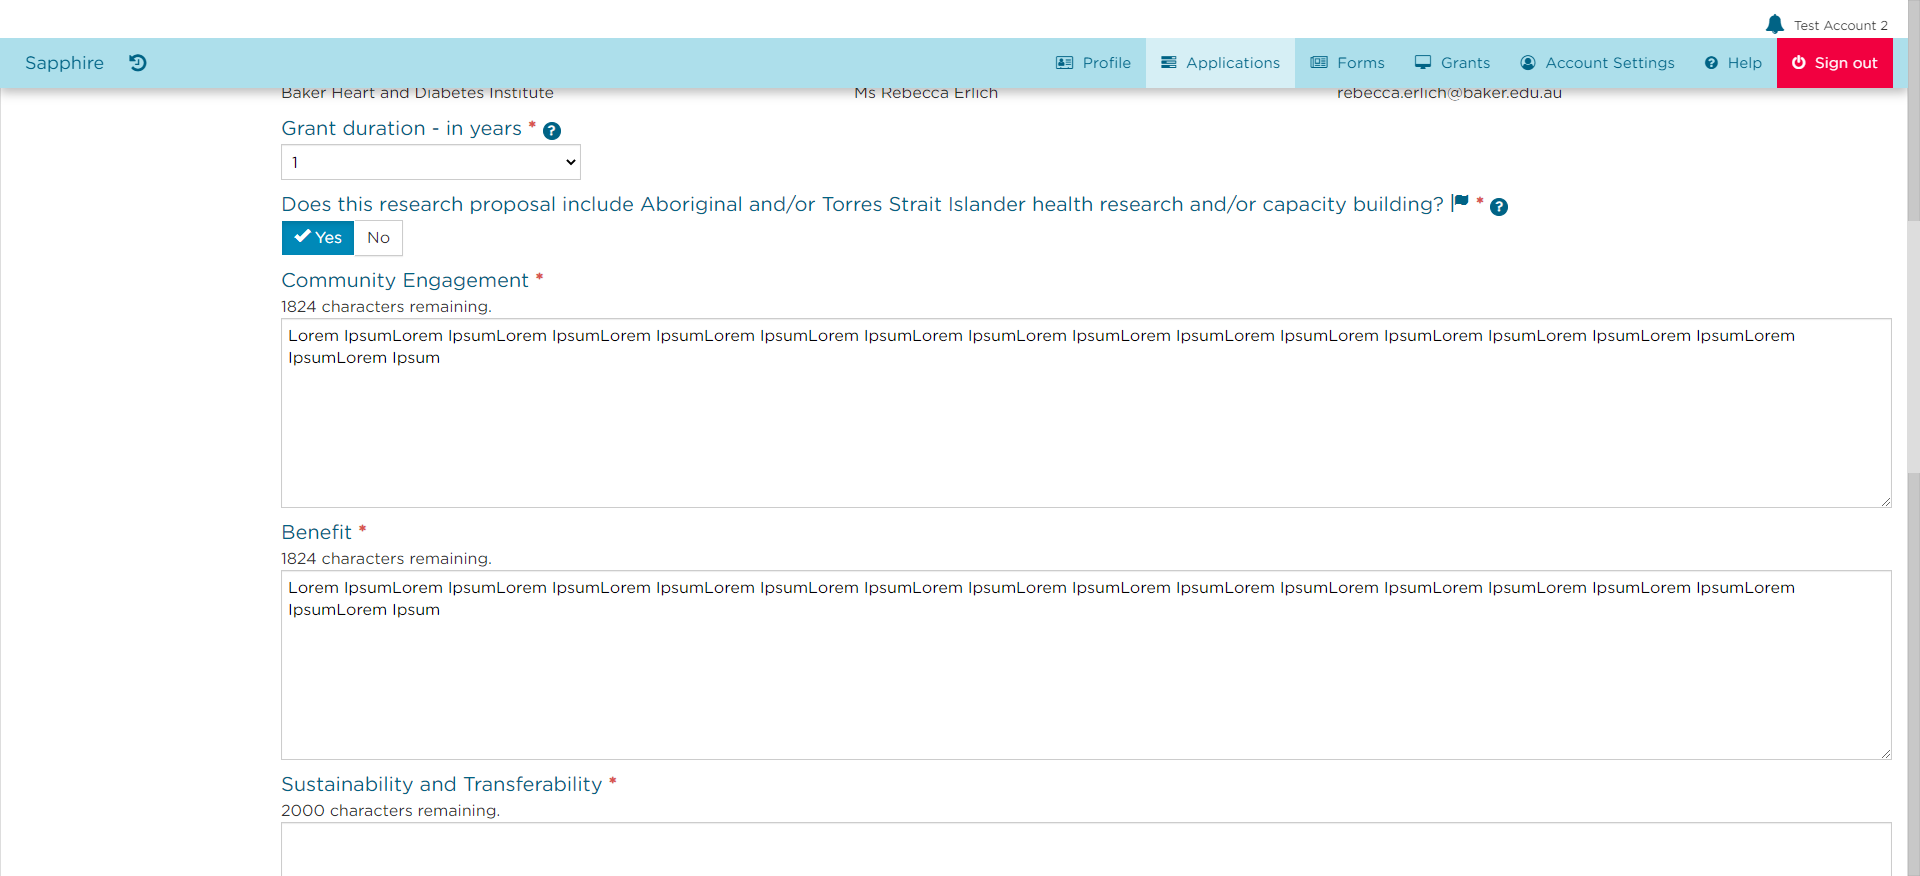 Test Account 2
Sapphire
Profile
Applications
Forms
Grants
Account Settings
Help
Sign out
Baker Heart and Diabetes Institute
Ms Rebecca Erlich
rebecca.erlich@baker.edu.au
Grant duration - in years *
1
Does this research proposal include Aboriginal and/or Torres Strait Islander health research and/or capacity building? *
Yes
No
Community Engagement *
1824 characters remaining.
Lorem IpsumLorem IpsumLorem IpsumLorem IpsumLorem IpsumLorem IpsumLorem IpsumLorem IpsumLorem IpsumLorem IpsumLorem IpsumLorem IpsumLorem IpsumLorem IpsumLorem
IpsumLorem Ipsum
Benefit *
1824 characters remaining.
Lorem IpsumLorem IpsumLorem IpsumLorem IpsumLorem IpsumLorem IpsumLorem IpsumLorem IpsumLorem IpsumLorem IpsumLorem IpsumLorem IpsumLorem IpsumLorem IpsumLorem
IpsumLorem Ipsum
Sustainability and Transferability *
2000 characters remaining.